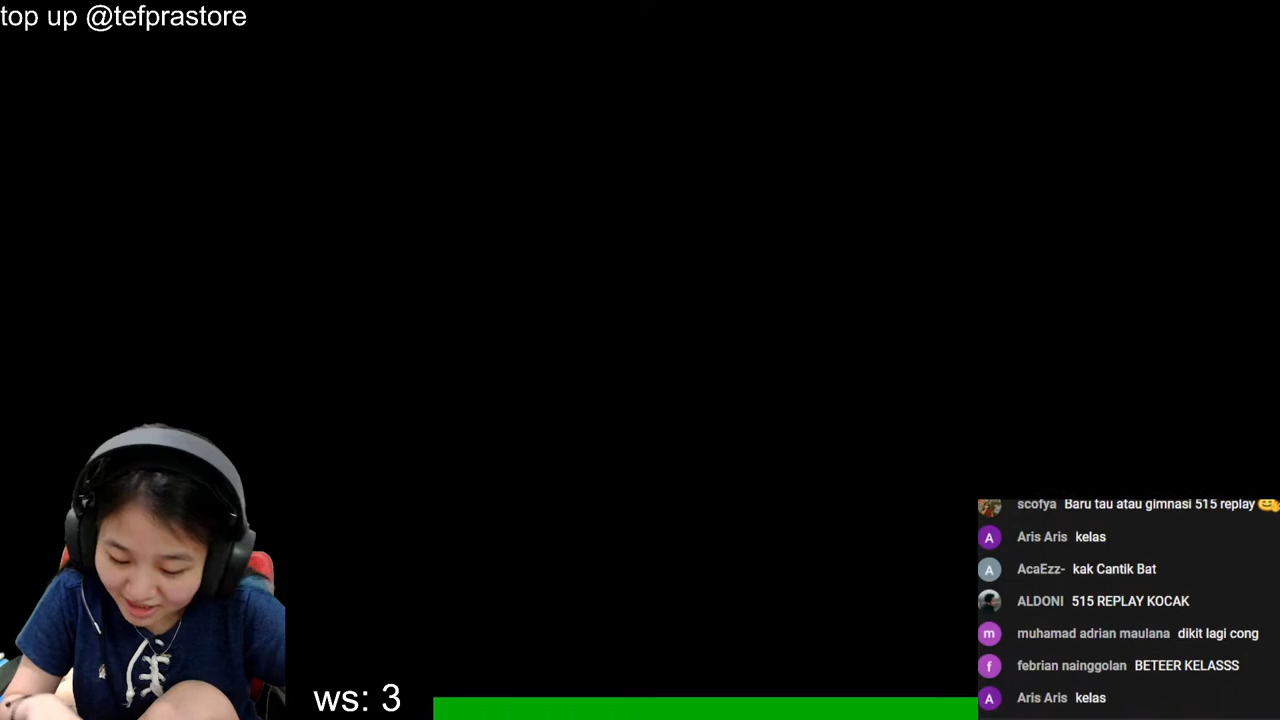 top up @tefprastore
scofya Baru tau atau gimnasi 515 replay
A Aris Aris kelas
A AcaEzz- kak Cantik Bat
ALDONI 515 REPLAY KOCAK
m muhamad adrian maulana dikit lagi cong
f febrian nainggolan BETEER KELASSS
A Aris Aris kelas
ws: 3